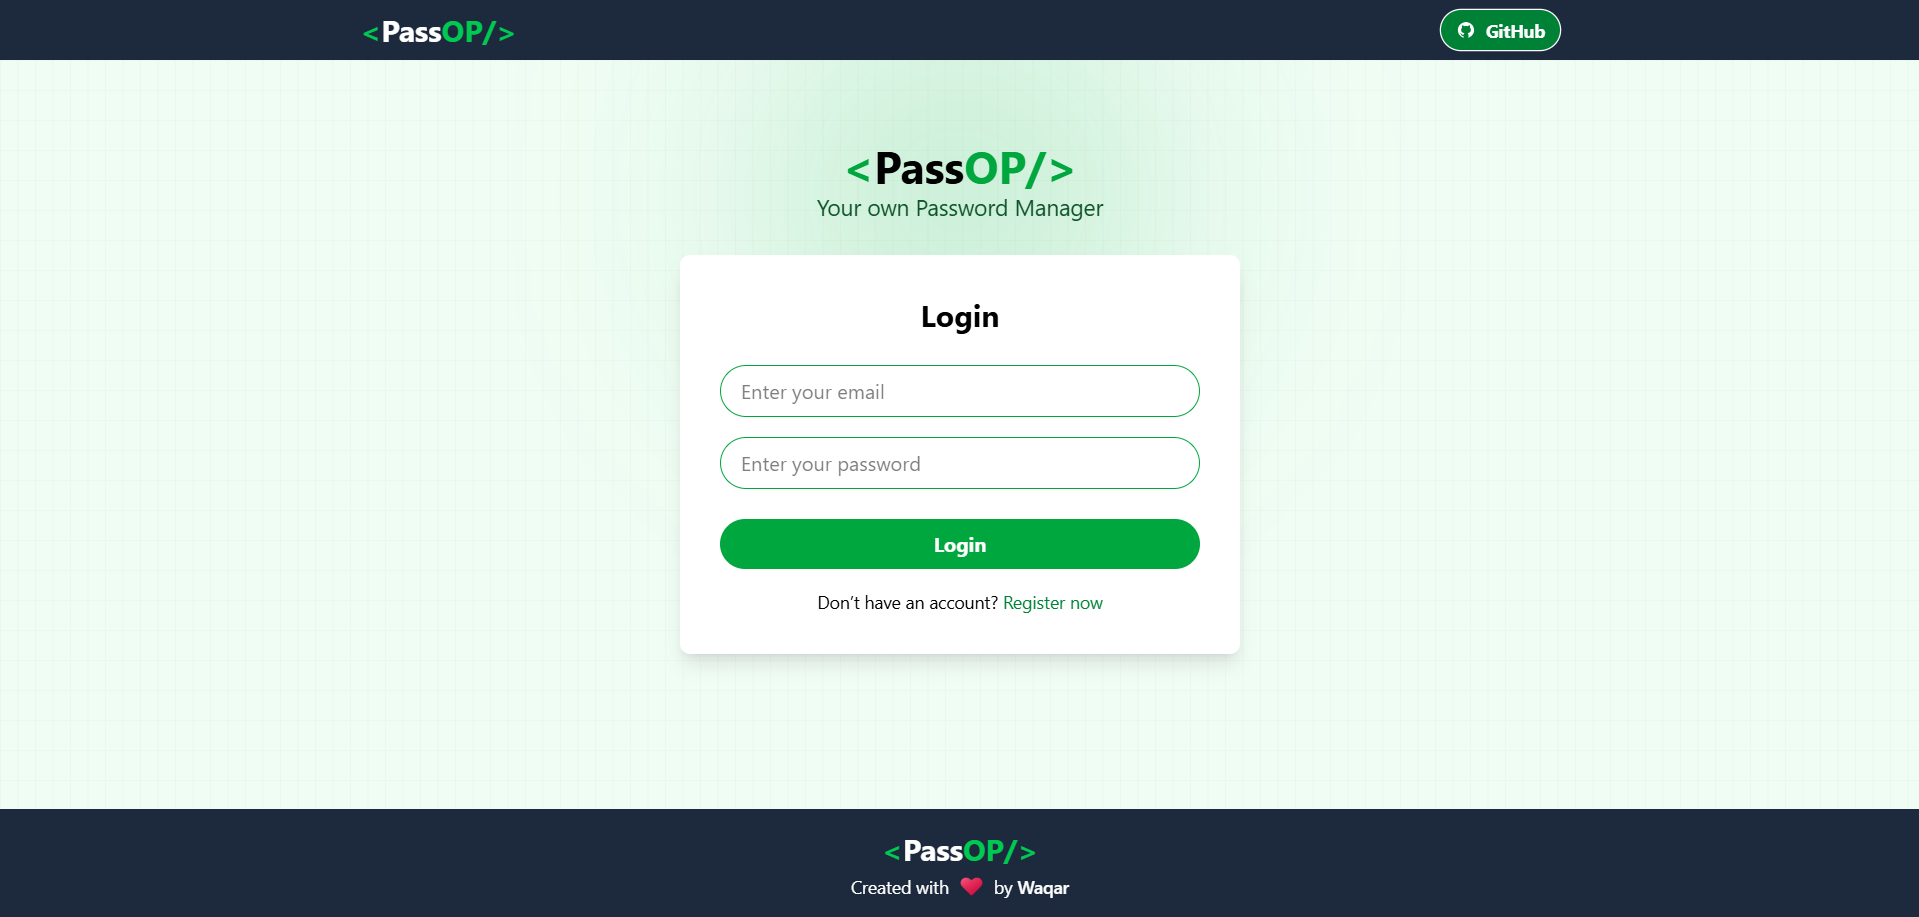 <PassOP/>
GitHub
<PassOP/>
Your own Password Manager
Login
Enter your email
Enter your password
Login
Don't have an account? Register now
<PassOP/>
Created with ❤️ by Waqar